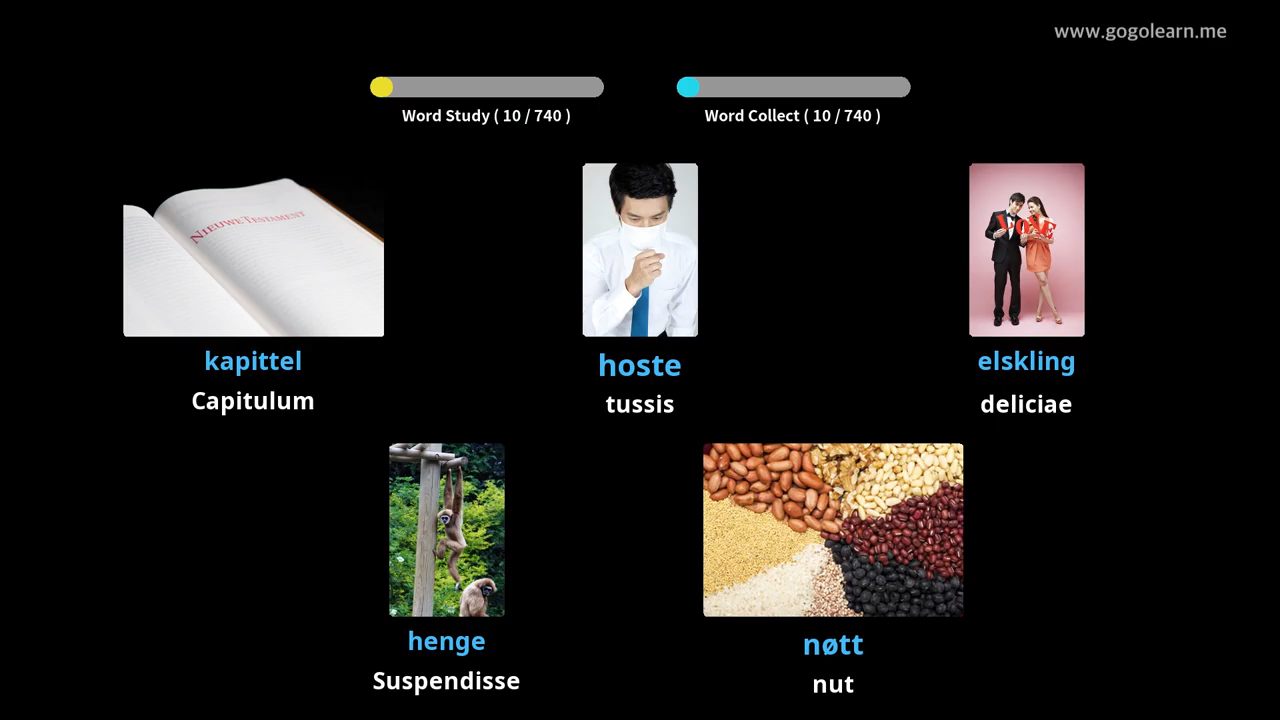 www.gogolearn.me
Word Study ( 10 / 740 )
Word Collect ( 10 / 740 )
NIEUWE TESTAMENT
LOVE
kapittel
hoste
elskling
Capitulum
tussis
deliciae
henge
nøtt
Suspendisse
nut